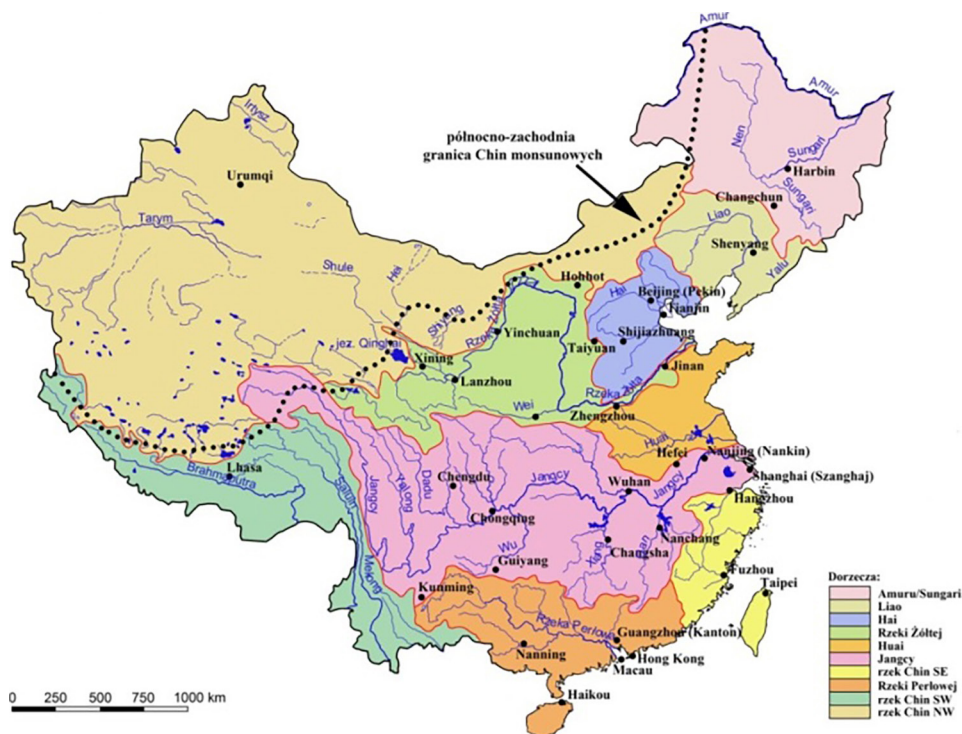 Amur
Amur
Irtysz
północno-zachodnia
granica Chin monsunowych
Nen
Sungari
Harbin
Urumqi
Sungari
Changchun
Tarym
Liao
Shenyang
Shule
Hei
Yalu
Hohhot
Hai
Beijing (Pekin)
Tianjin
Shyang
Rzeka Żółta
Yinchuan
Shijiazhuang
jez. Qinghai
Taiyuan
Xining
Jinan
Lanzhou
Rzeka Żółta
Wei
Zhengzhou
Huai
Hefei
Nanjing (Nankin)
Lhasa
Brahmaputra
Saluin
Jangcy
Yalong
Dadu
Chengdu
Jangcy
Wuhan
Jangcy
Shanghai (Szanghaj)
Hangzhou
Chongqing
Mekong
Wu
Nanchang
Changsha
Guiyang
Kunming
Fuzhou
Taipei
Rzeka Perłowa
Guangzhou (Kanton)
Nanning
Hong Kong
Macau
Haikou
Dorzecza:
Amuru/Sungari
Liao
Hai
Rzeki Żółtej
Huai
Jangcy
rzek Chin SE
Rzeki Perłowej
rzek Chin SW
rzek Chin NW
0 250 500 750 1000 km